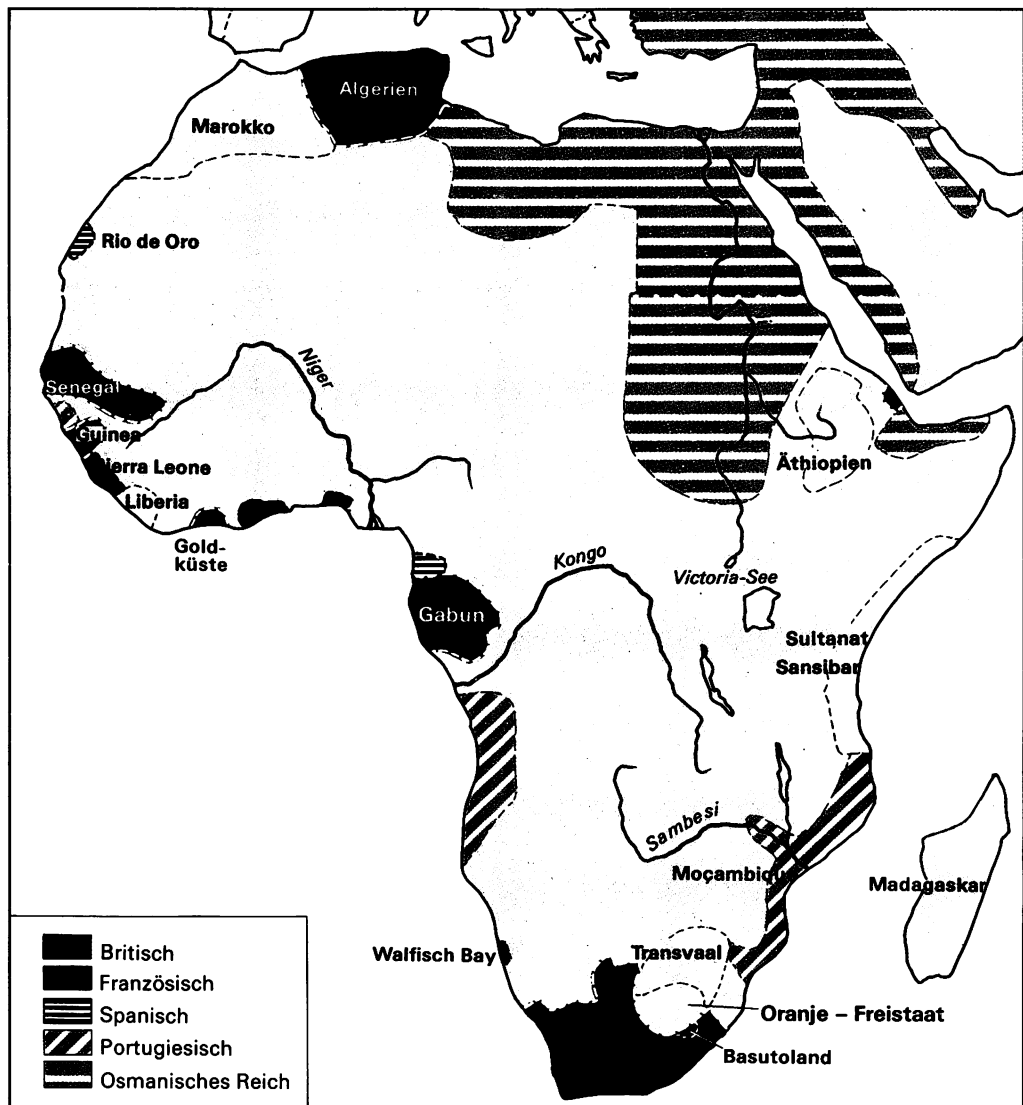 Algerien
Marokko
Rio de Oro
Niger
Senegal
Guinea
ierra Leone
Liberia
Äthiopien
Gold-
küste
Kongo
Victoria-See
Gabun
Sultanat
Sansibar
Sambesi
Moçambique
Madagaskar
Walfisch Bay
Transvaal
Oranje – Freistaat
Basutoland
Britisch
Französisch
Spanisch
Portugiesisch
Osmanisches Reich